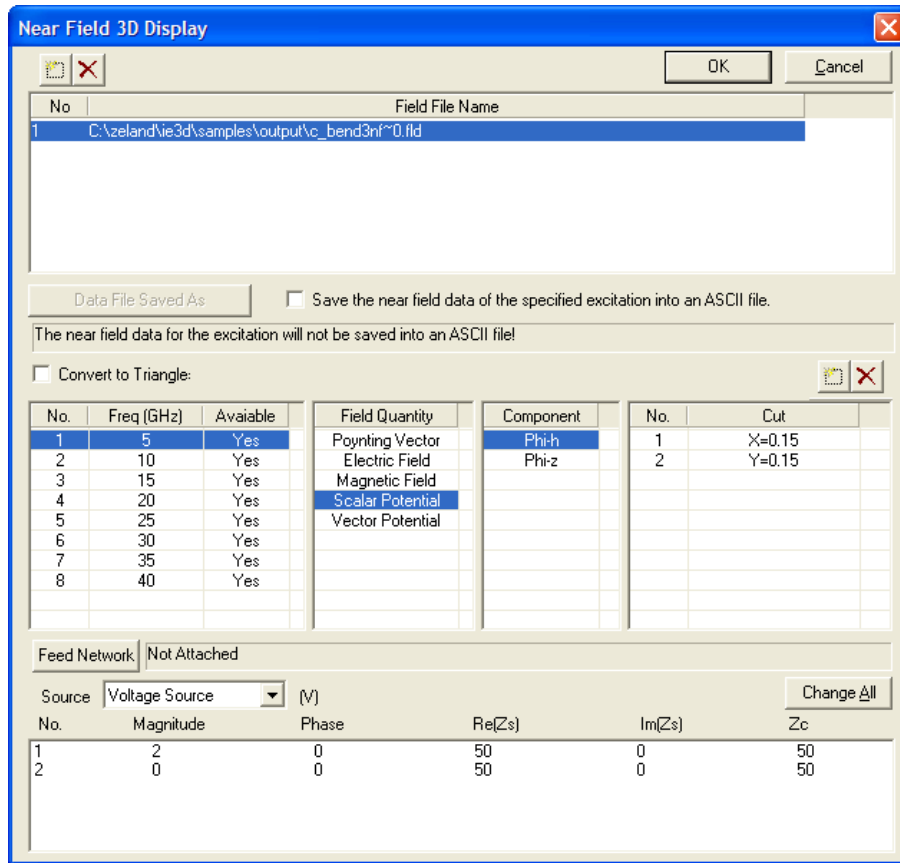 Near Field 3D Display
OK Cancel
No Field File Name
1 C:\zeland\ie3d\samples\output\c_bend3nf~0.fld
Data File Saved As Save the near field data of the specified excitation into an ASCII file.
The near field data for the excitation will not be saved into an ASCII file!
Convert to Triangle:
No. Freq (GHz) Avaiable Field Quantity Component No. Cut
1 5 Yes Poynting Vector Phi-h 1 X=0.15
2 10 Yes Electric Field Phi-z 2 Y=0.15
3 15 Yes Magnetic Field
4 20 Yes Scalar Potential
5 25 Yes Vector Potential
6 30 Yes
7 35 Yes
8 40 Yes
Feed Network Not Attached
Source Voltage Source (V) Change All
No. Magnitude Phase Re(Zs) Im(Zs) Zc
1 2 0 50 0 50
2 0 0 50 0 50